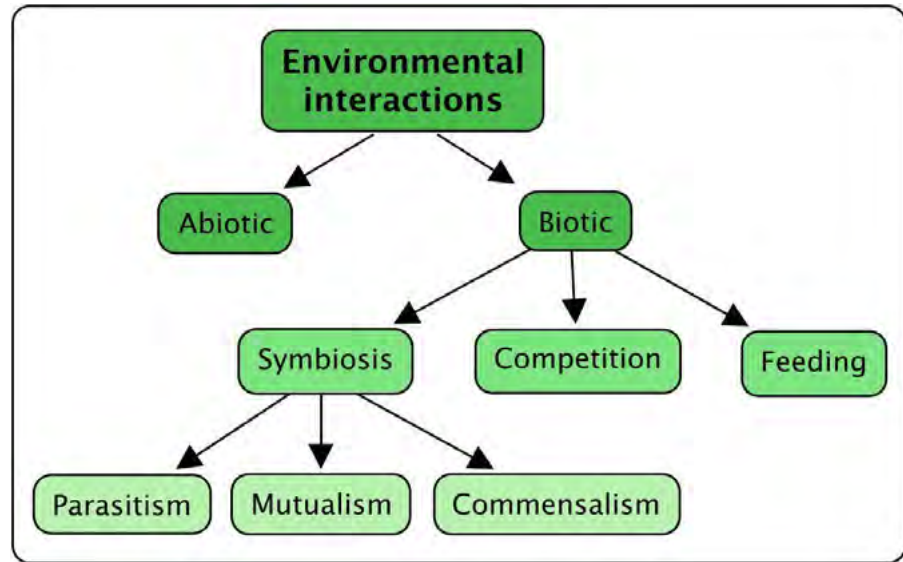 Environmental
interactions
Abiotic
Biotic
Symbiosis
Competition
Feeding
Parasitism
Mutualism
Commensalism